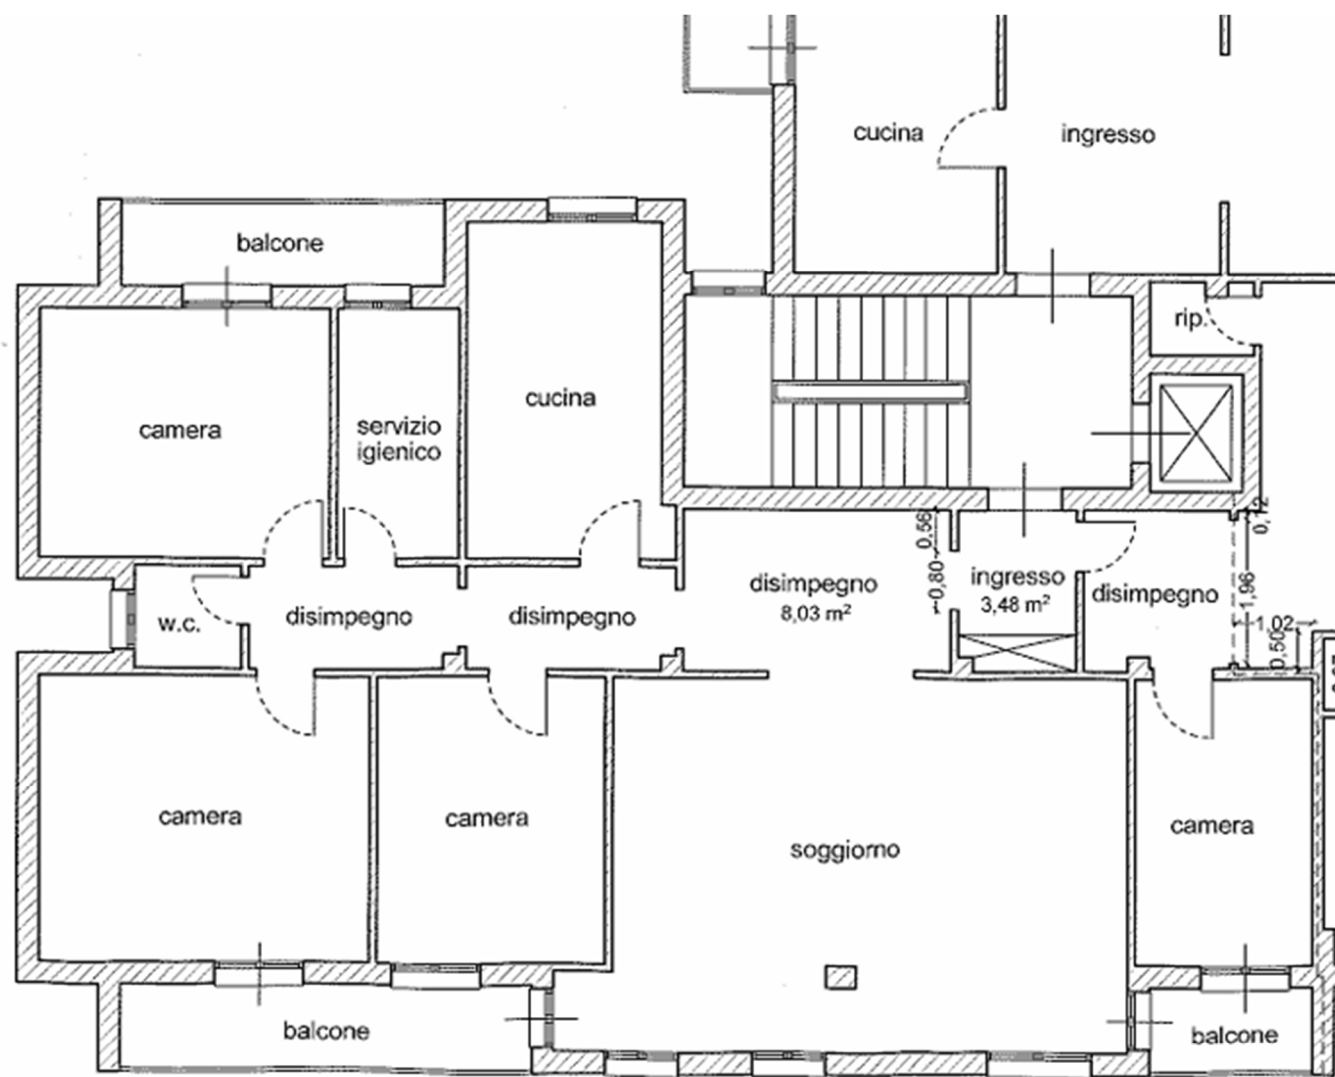 cucina
ingresso
balcone
rip.
camera
servizio
igienico
cucina
w.c.
disimpegno
disimpegno
disimpegno
8,03 m²
0,56
0,80
ingresso
3,48 m²
disimpegno
0,12
1,96
1,02
0,50
camera
camera
soggiorno
camera
balcone
balcone